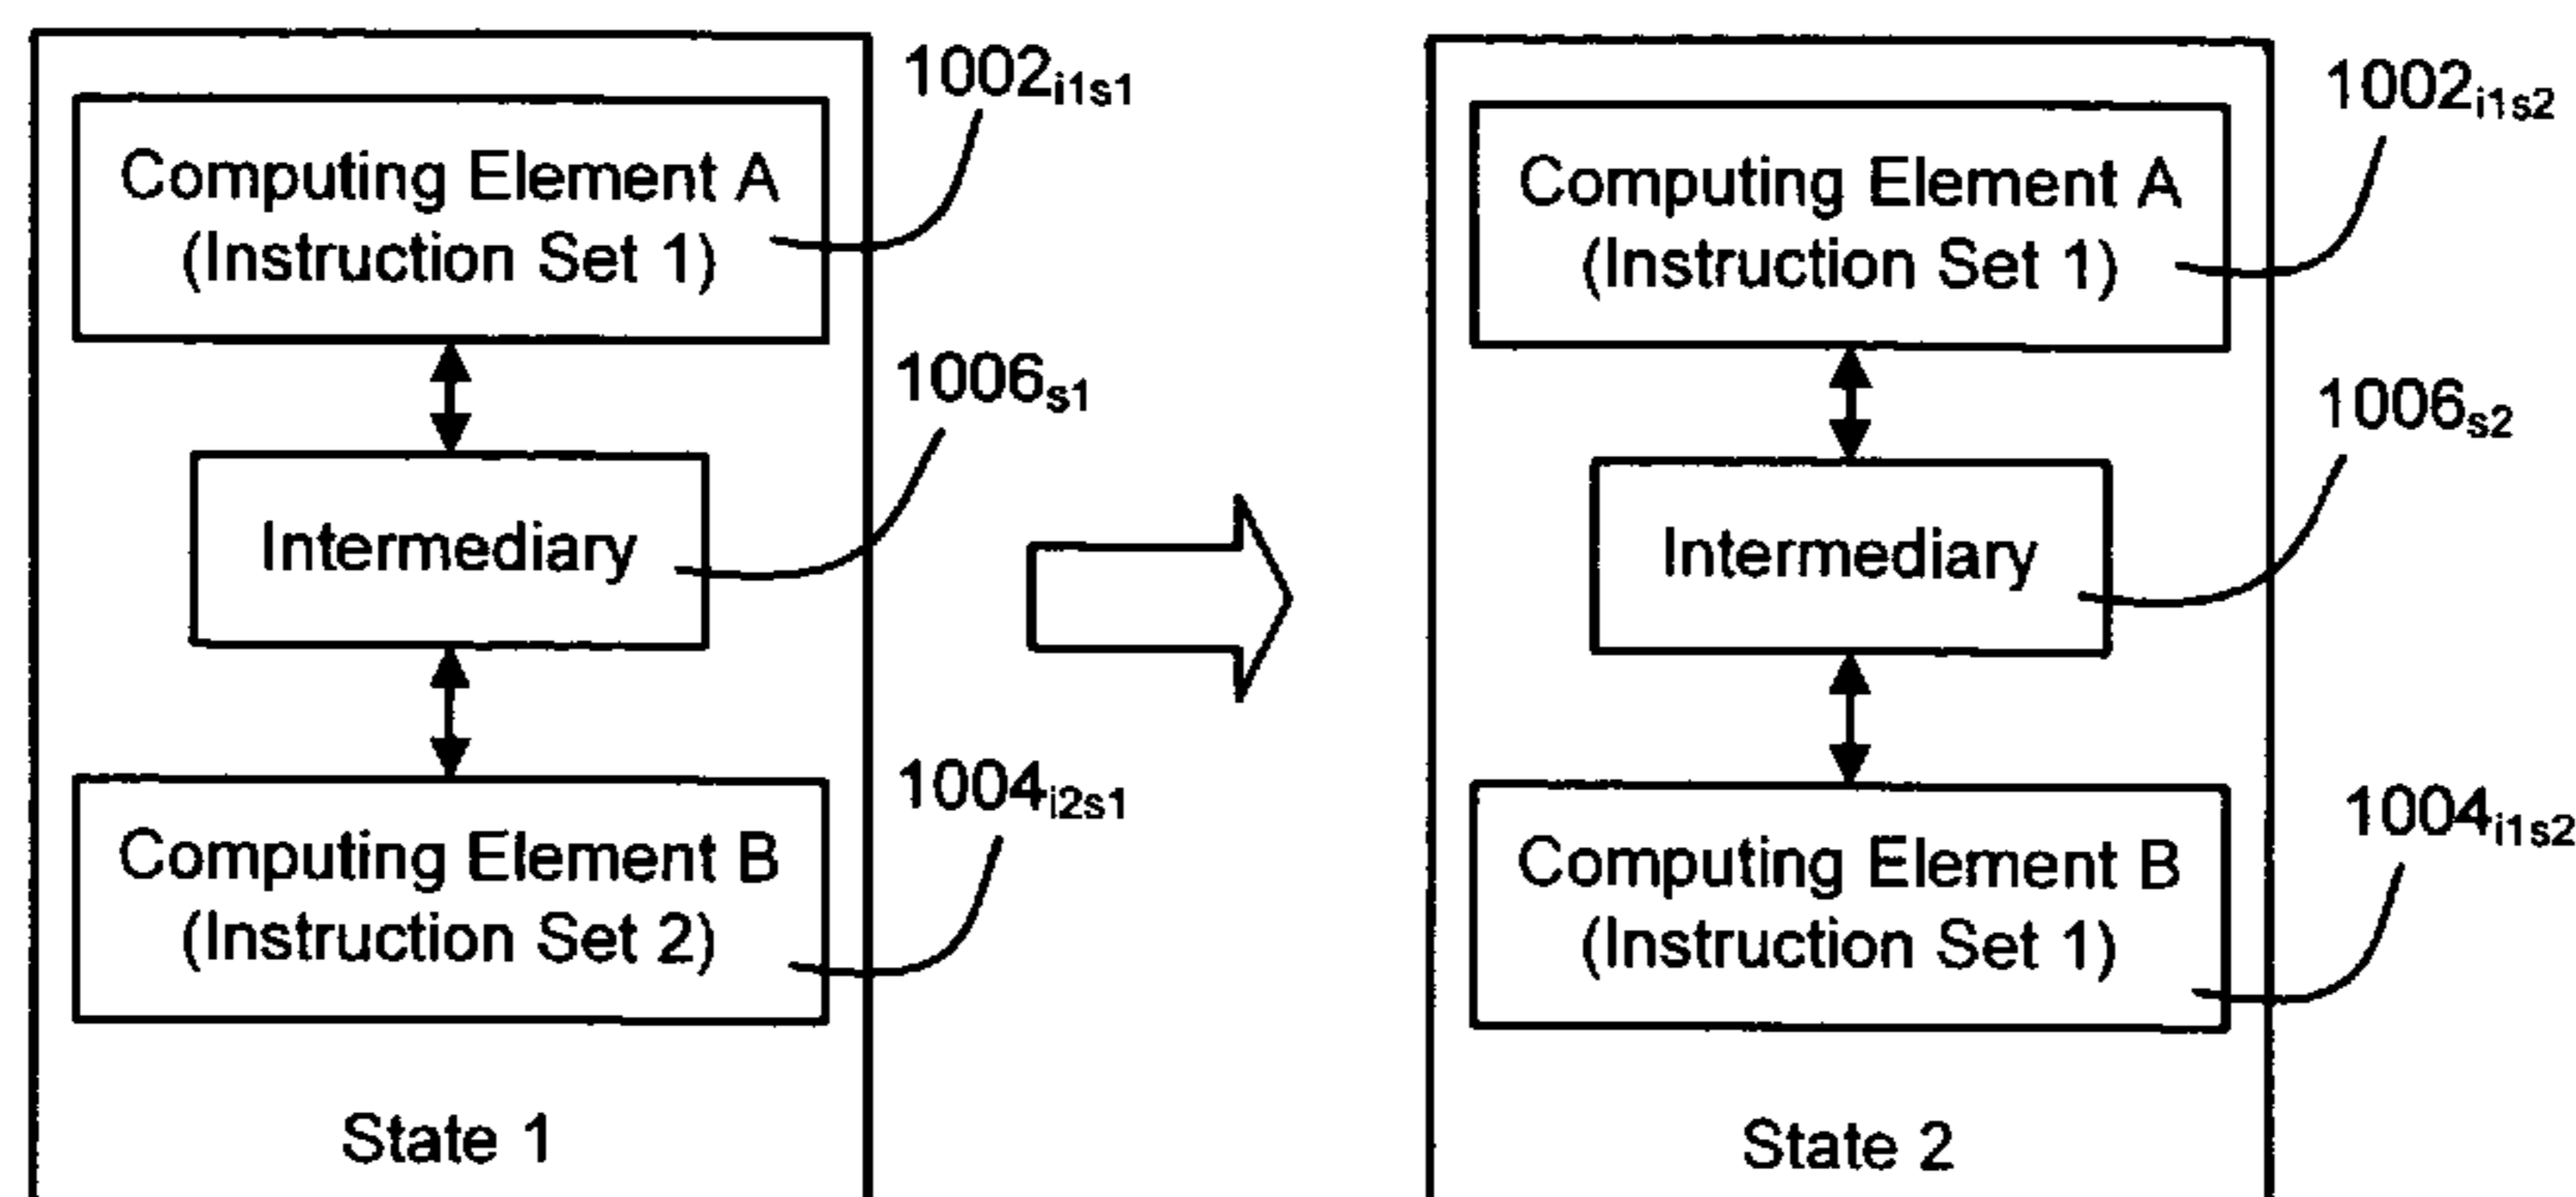 1002i1s1
Computing Element A
(Instruction Set 1)
1006s1
Intermediary
1004i2s1
Computing Element B
(Instruction Set 2)
State 1
1002i1s2
Computing Element A
(Instruction Set 1)
1006s2
Intermediary
1004i1s2
Computing Element B
(Instruction Set 1)
State 2